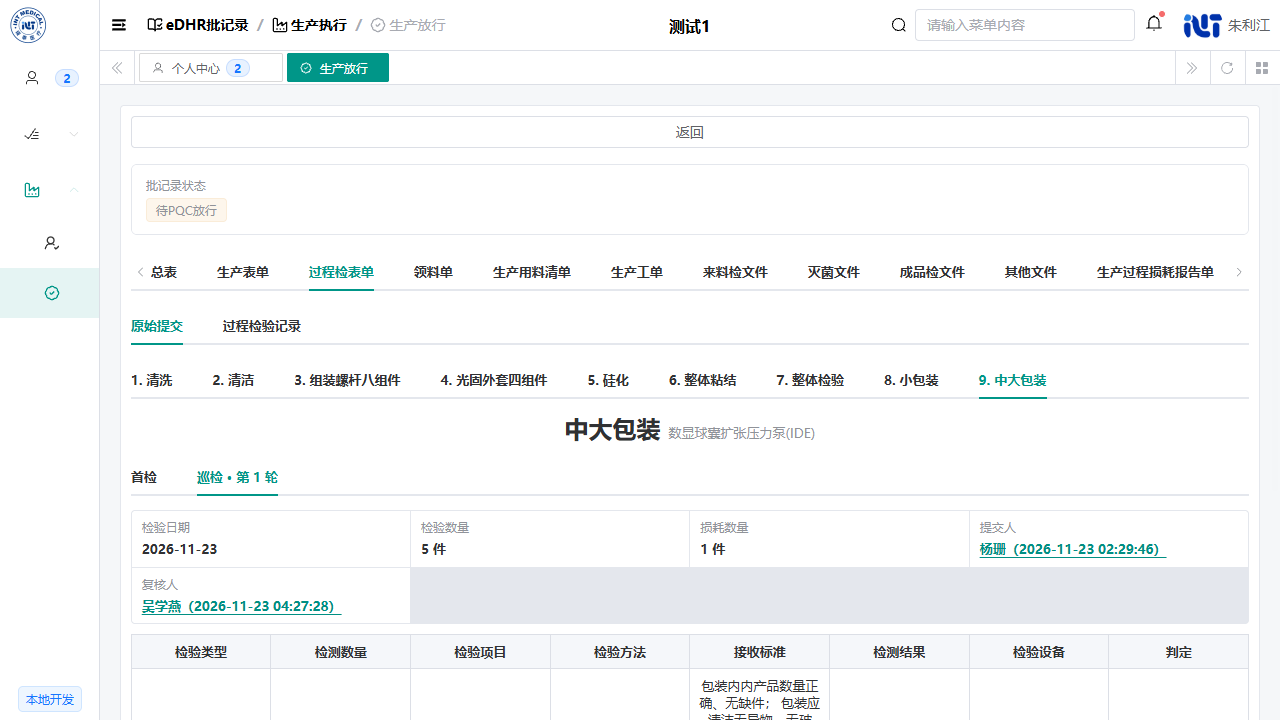 eDHR批记录 / 生产执行 / 生产放行
测试1
请输入菜单内容
朱利江
2
个人中心 2
生产放行
返回
批记录状态
待PQC放行
总表 生产表单 过程检表单 领料单 生产用料清单 生产工单 来料检文件 灭菌文件 成品检文件 其他文件 生产过程损耗报告单
原始提交 过程检验记录
1. 清洗 2. 清洁 3. 组装螺杆八组件 4. 光固外套四组件 5. 硅化 6. 整体粘结 7. 整体检验 8. 小包装 9. 中大包装
中大包装 数显球囊扩张压力泵(IDE)
首检 巡检 • 第 1 轮
检验日期 检验数量 损耗数量 提交人
2026-11-23 5 件 1 件 杨珊（2026-11-23 02:29:46）
复核人
吴学燕（2026-11-23 04:27:28）
检验类型 检测数量 检验项目 检验方法 接收标准 检测结果 检验设备 判定
包装内内产品数量正
确、无缺件； 包装应
本地开发